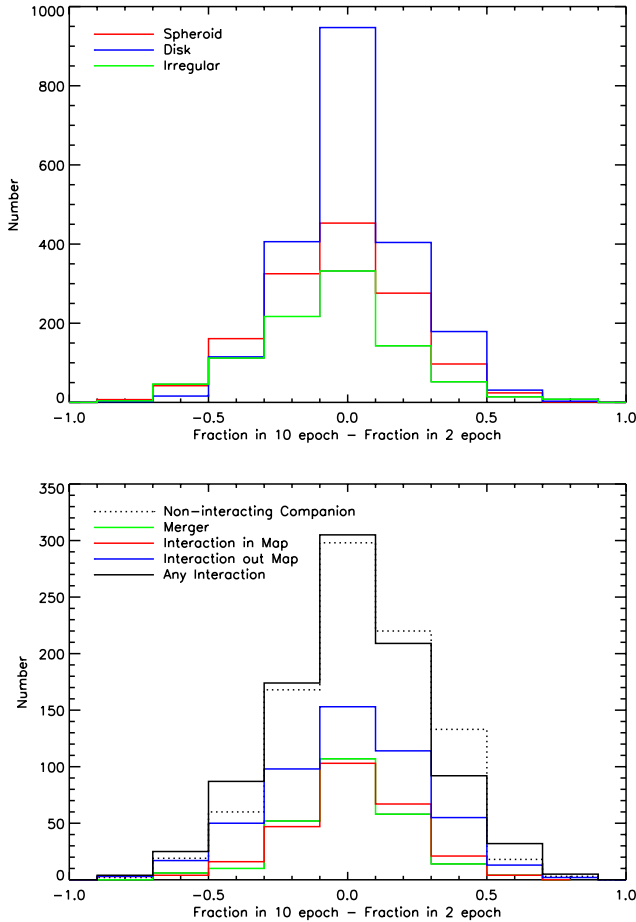 1000
800
600
400
200
0
Number
Spheroid
Disk
Irregular
-1.0 -0.5 0.0 0.5 1.0
Fraction in 10 epoch - Fraction in 2 epoch
350
300
250
200
150
100
50
0
Number
Non-interacting Companion
Merger
Interaction in Map
Interaction out Map
Any Interaction
-1.0 -0.5 0.0 0.5 1.0
Fraction in 10 epoch - Fraction in 2 epoch